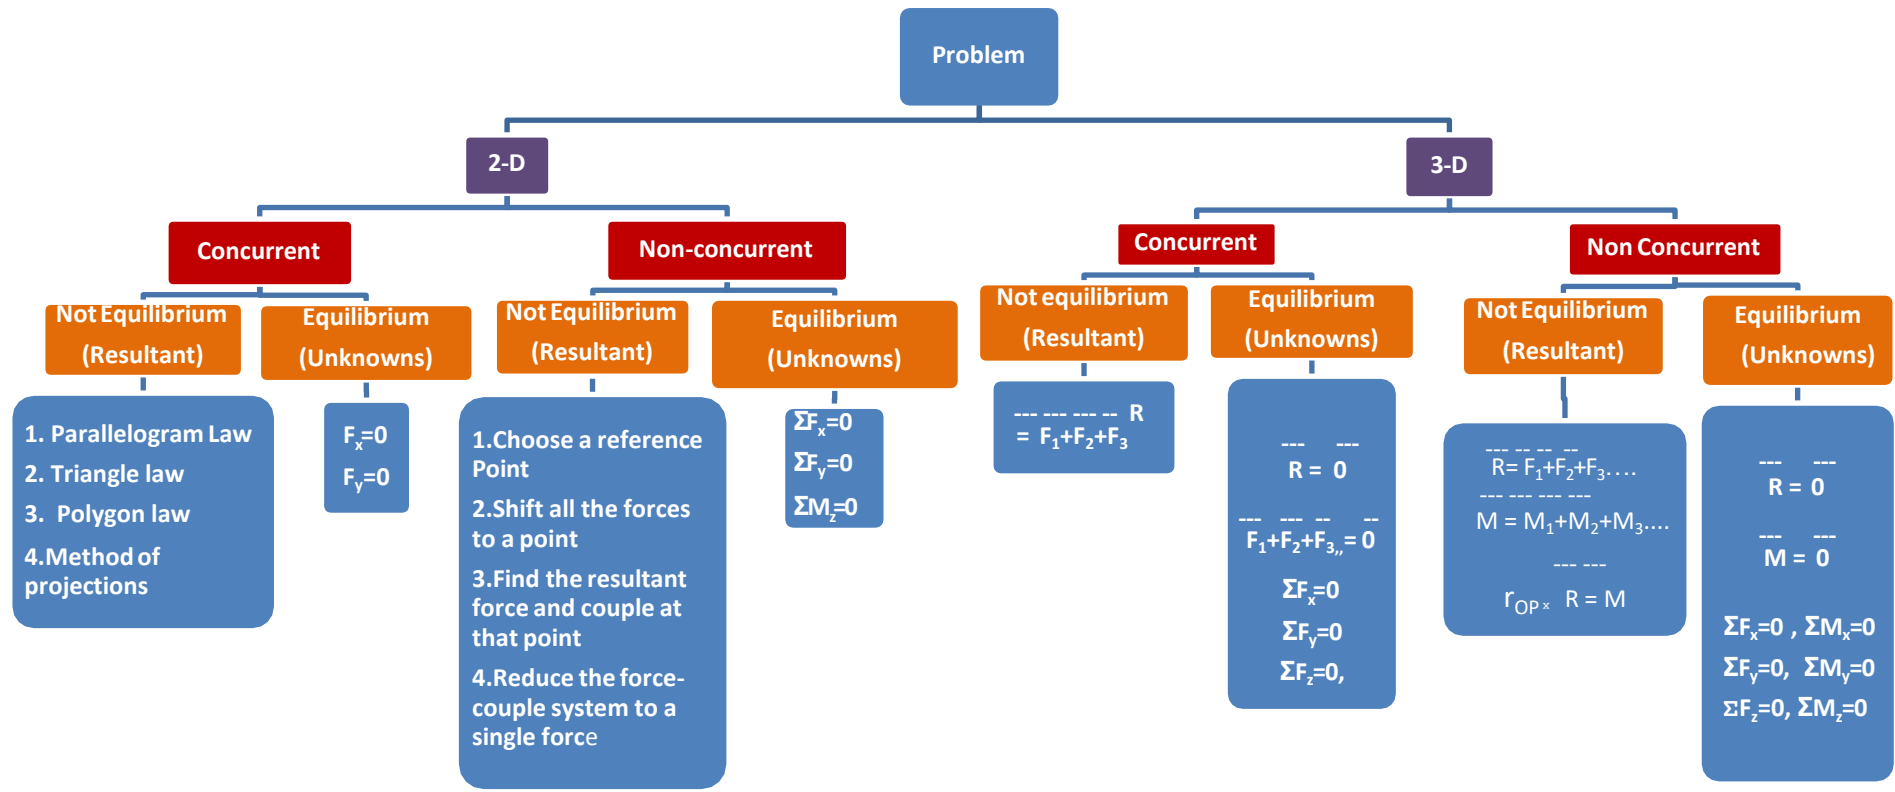 Problem
2-D
3-D
Concurrent
Non-concurrent
Concurrent
Non Concurrent
Not Equilibrium
(Resultant)
Equilibrium
(Unknowns)
Not Equilibrium
(Resultant)
Equilibrium
(Unknowns)
Not equilibrium
(Resultant)
Equilibrium
(Unknowns)
Not Equilibrium
(Resultant)
Equilibrium
(Unknowns)
1. Parallelogram Law
2. Triangle law
3. Polygon law
4.Method of
projections
Fx=0
Fy=0
1.Choose a reference
Point
2.Shift all the forces
to a point
3.Find the resultant
force and couple at
that point
4.Reduce the force-
couple system to a
single force
ΣFx=0
ΣFy=0
ΣMz=0
--- --- --- -- R
= F1+F2+F3
--- ---
R = 0
--- --- -- --
F1+F2+F3,,= 0
ΣFx=0
ΣFy=0
ΣFz=0,
--- -- -- --
R= F1+F2+F3....
--- --- --- ---
M = M1+M2+M3....
--- ---
rOP x R = M
--- ---
R = 0
--- ---
M = 0
ΣFx=0 , ΣMx=0
ΣFy=0, ΣMy=0
ΣFz=0, ΣMz=0